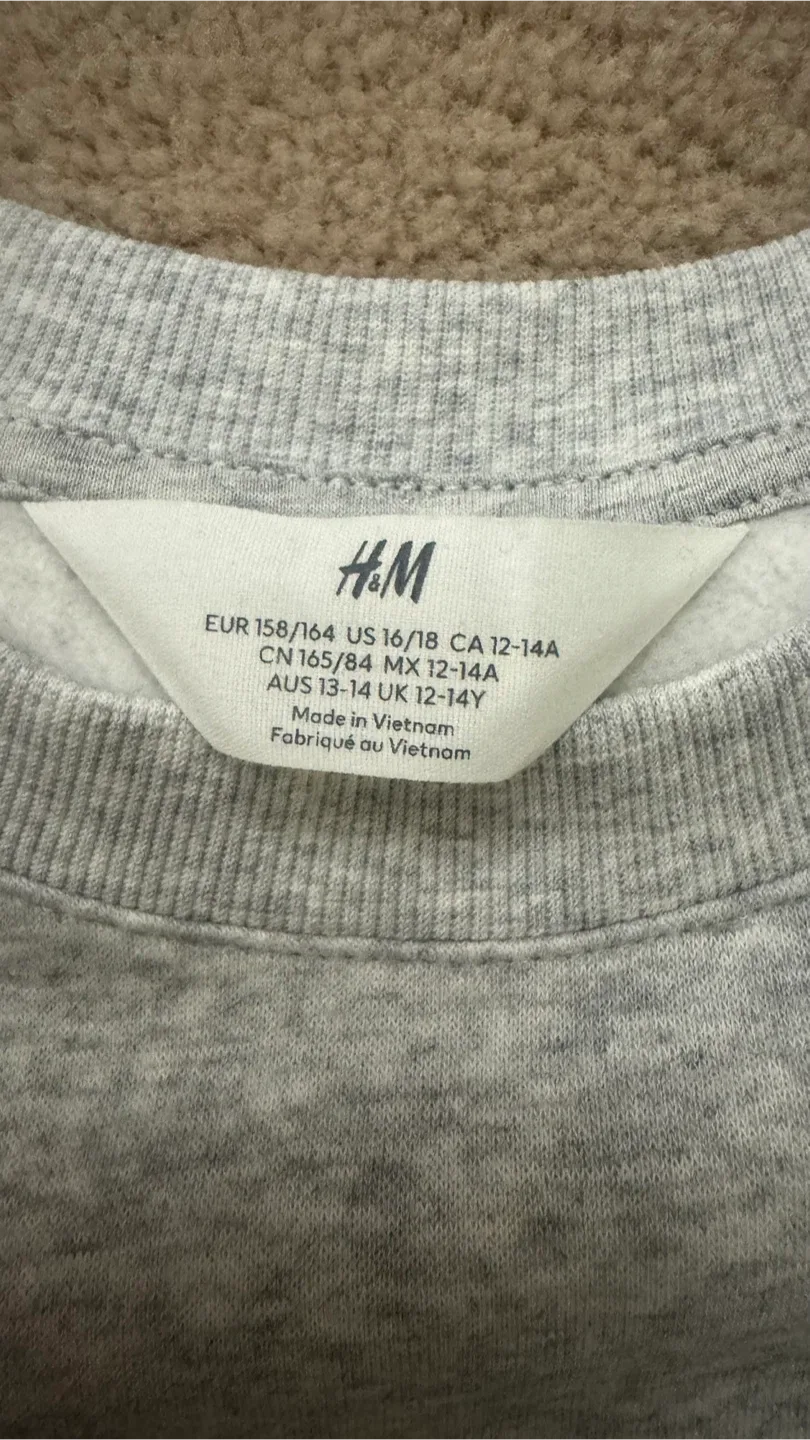 H&M
EUR 158/164 US 16/18 CA 12-14A
CN 165/84 MX 12-14A
AUS 13-14 UK 12-14Y
Made in Vietnam
Fabriqué au Vietnam